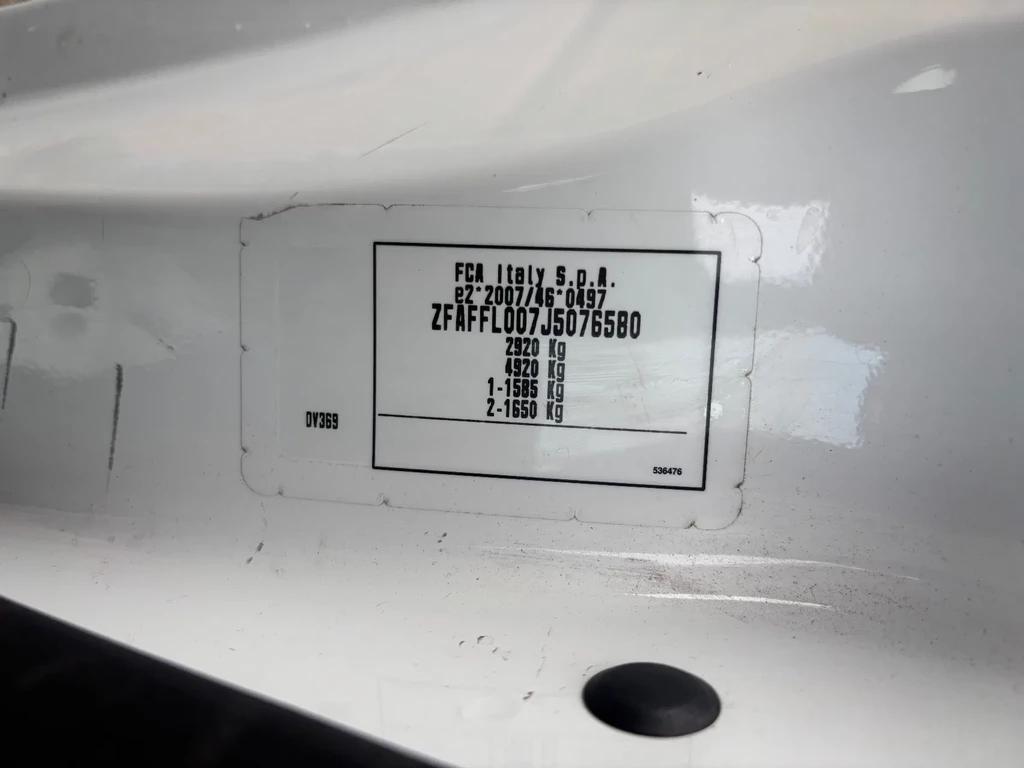 FCA Italy S.p.A.
e2*2007/46*0497
ZFAFFL007J5076580
2920 Kg
4920 Kg
1-1585 Kg
2-1650 Kg
DV369
536476